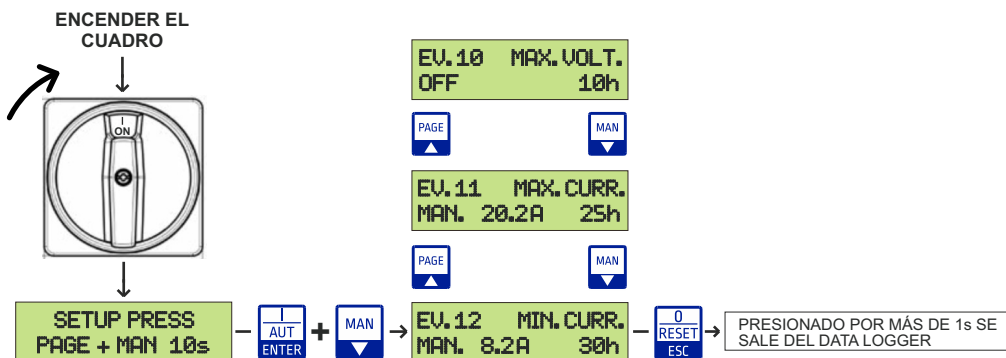 ENCENDER EL
CUADRO
I
ON
EV.10 MAX.VOLT.
OFF 10h
PAGE
MAN
EV.11 MAX.CURR.
MAN. 20.2A 25h
PAGE
MAN
SETUP PRESS
PAGE + MAN 10s
I
AUT
ENTER
+
MAN
EV.12 MIN.CURR.
MAN. 8.2A 30h
0
RESET
ESC
PRESIONADO POR MÁS DE 1s SE
SALE DEL DATA LOGGER